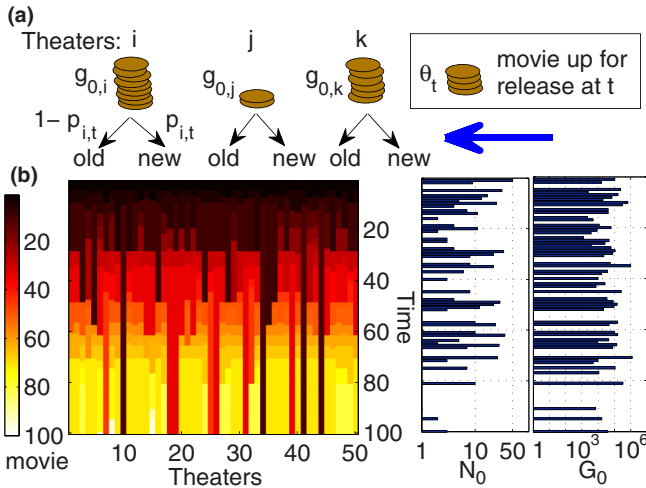 (a)
Theaters: i j k
g0,i g0,j g0,k
θt movie up for
release at t
1– pi,t pi,t
old new old new old new
(b)
20
40
60
80
100
movie
10 20 30 40 50
Theaters
20
40
60
80
100
Time
1 10 50
N0
1 10^3 10^6
G0